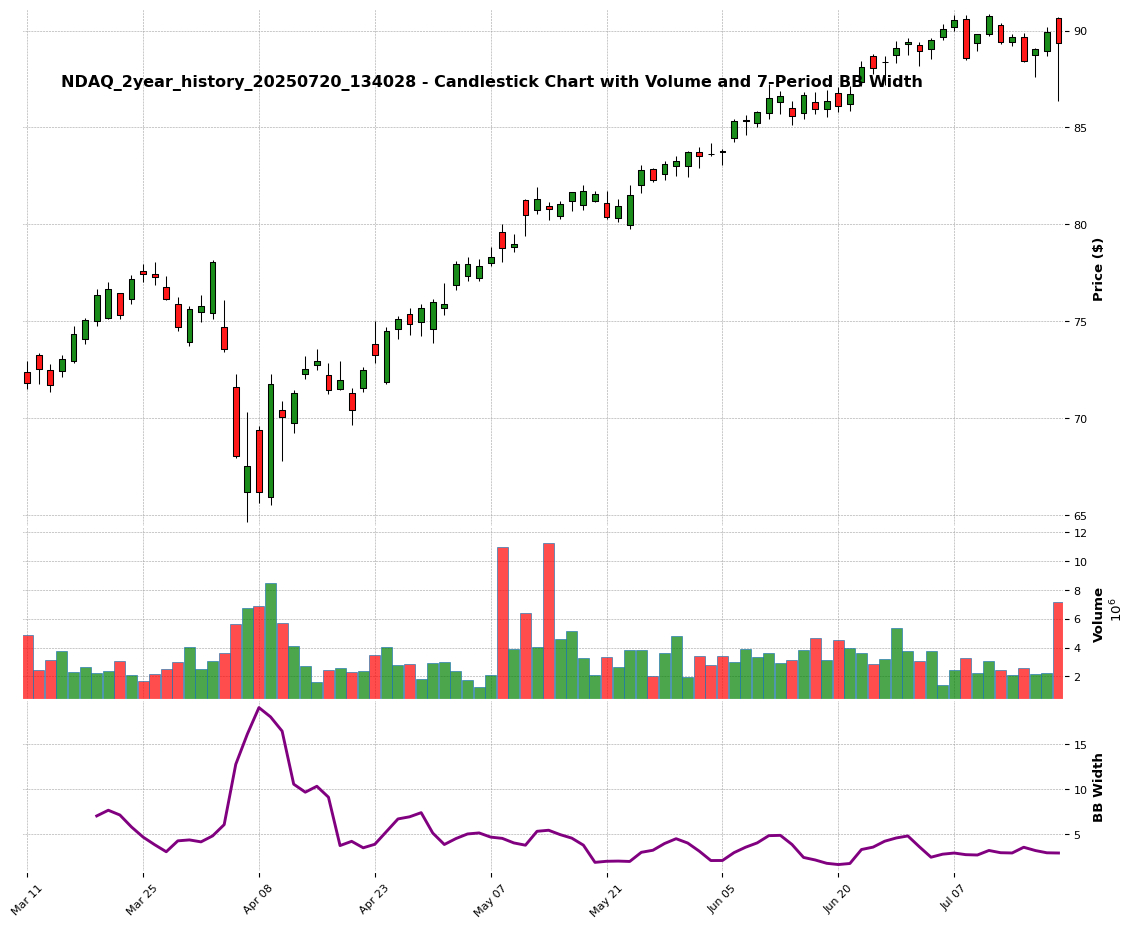 NDAQ_2year_history_20250720_134028 - Candlestick Chart with Volume and 7-Period BB Width
90
85
80
75
70
65
Price ($)
12
10
8
6
4
2
Volume
10^6
15
10
5
BB Width
Mar 11
Mar 25
Apr 08
Apr 23
May 07
May 21
Jun 05
Jun 20
Jul 07